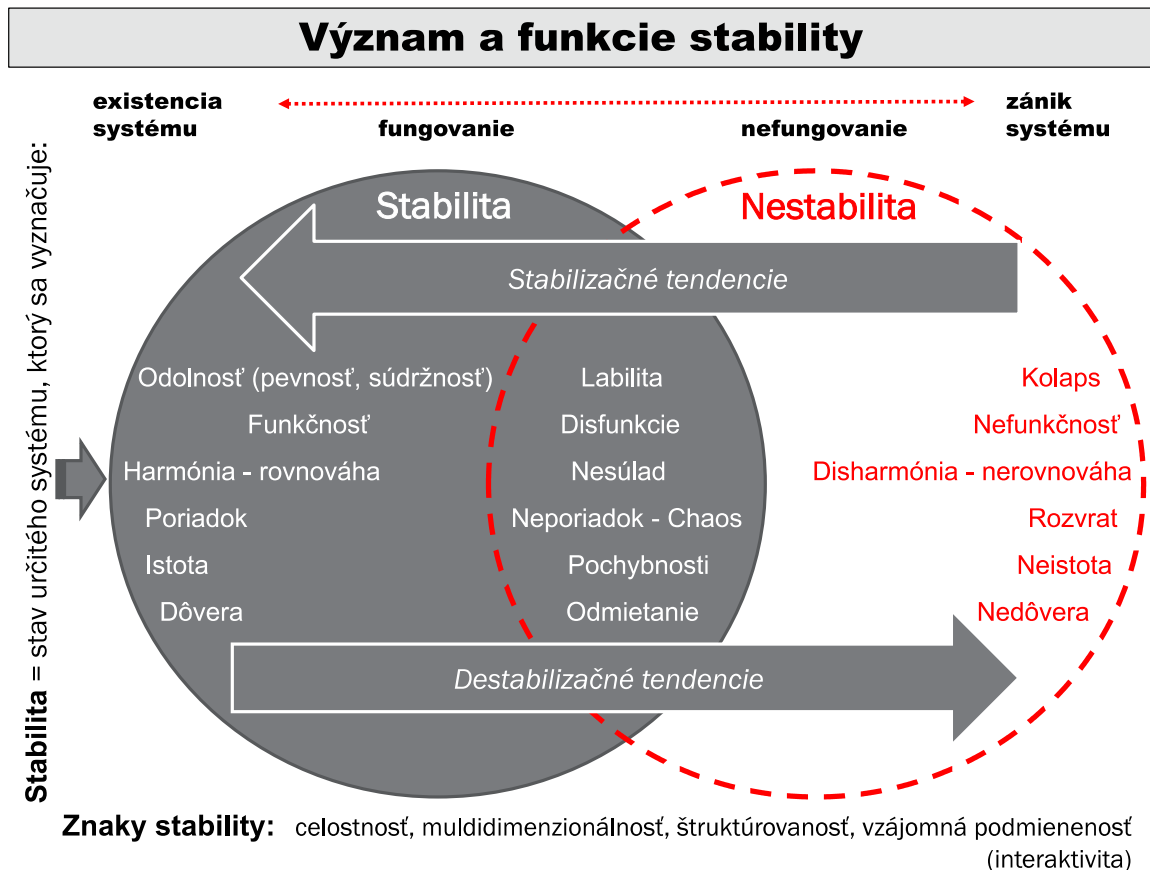 Význam a funkcie stability
existencia
systému
fungovanie
nefungovanie
zánik
systému
Stabilita = stav určitého systému, ktorý sa vyznačuje:
Stabilita
Nestabilita
Stabilizačné tendencie
Odolnosť (pevnosť, súdržnosť)
Labilita
Kolaps
Funkčnosť
Disfunkcie
Nefunkčnosť
Harmónia - rovnováha
Nesúlad
Disharmónia - nerovnováha
Poriadok
Neporiadok - Chaos
Rozvrat
Istota
Pochybnosti
Neistota
Dôvera
Odmietanie
Nedôvera
Destabilizačné tendencie
Znaky stability: celostnosť, muldidimenzionálnosť, štruktúrovanosť, vzájomná podmienenosť
(interaktivita)